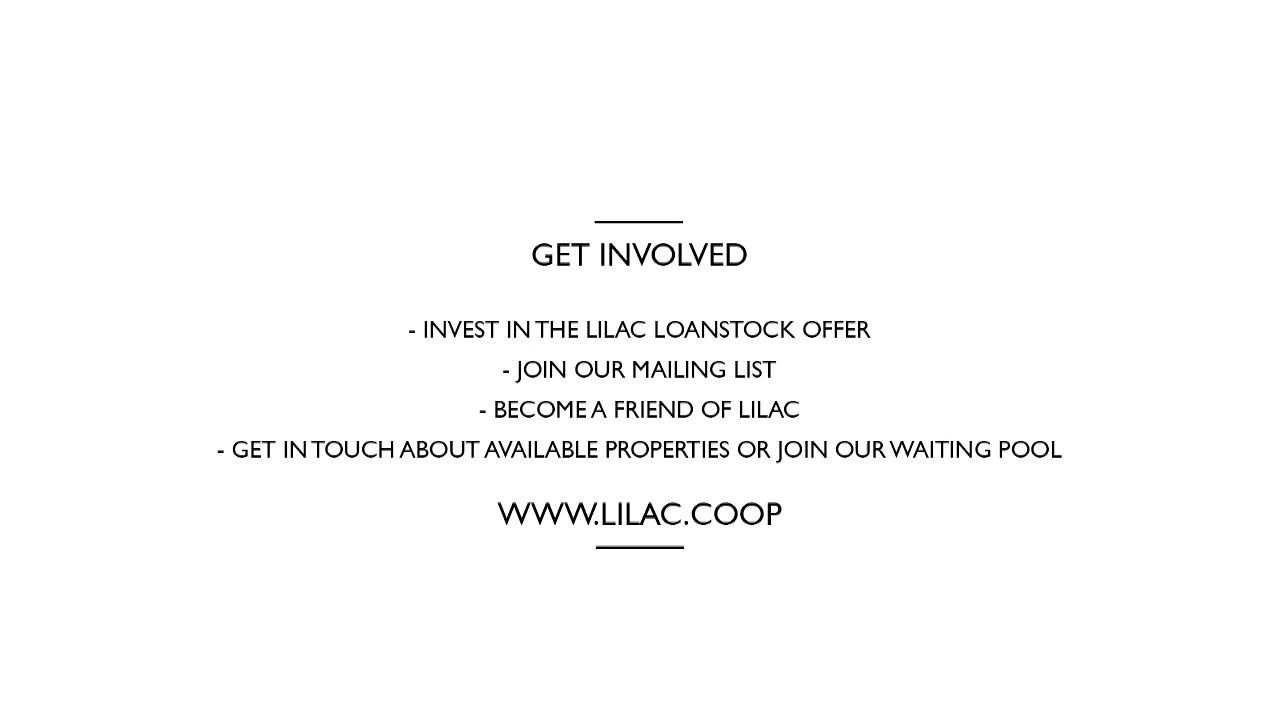 GET INVOLVED
- INVEST IN THE LILAC LOANSTOCK OFFER
- JOIN OUR MAILING LIST
- BECOME A FRIEND OF LILAC
- GET IN TOUCH ABOUT AVAILABLE PROPERTIES OR JOIN OUR WAITING POOL
WWW.LILAC.COOP